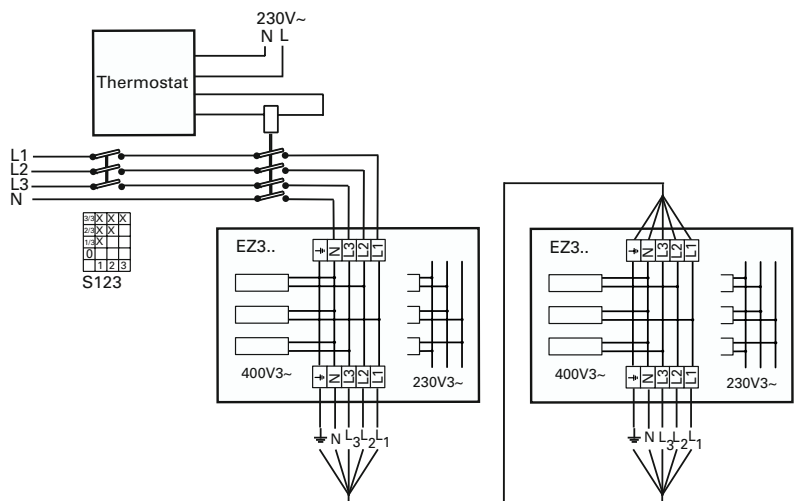 230V~
N L
Thermostat
L1
L2
L3
N
3/3 X X X
2/3 X X
1/3 X
0
1 2 3
S123
EZ3..
⏚ N L3 L2 L1
400V3~
230V3~
⏚ N L3 L2 L1
⏚ N L3 L2 L1
EZ3..
⏚ N L3 L2 L1
400V3~
230V3~
⏚ N L3 L2 L1
⏚ N L3 L2 L1